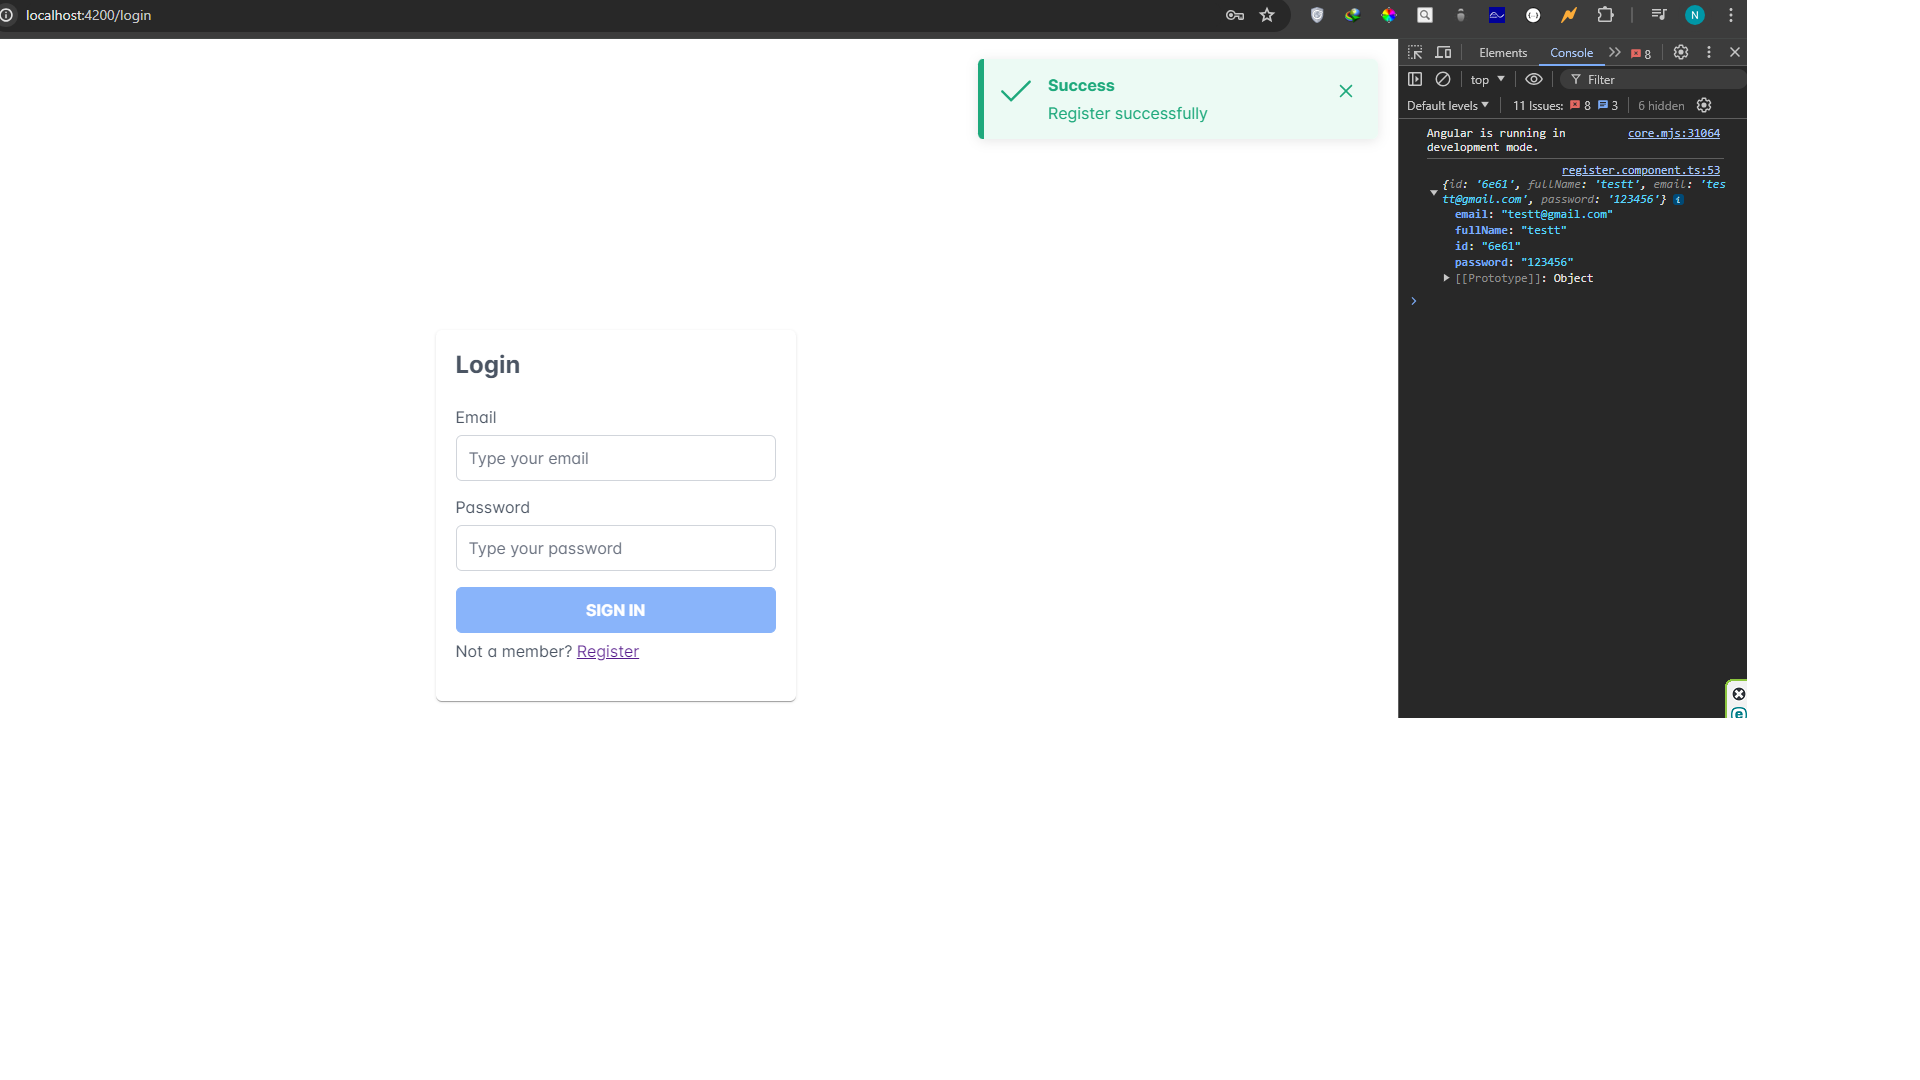 localhost:4200/login
N
Success
Register successfully
Login
Email
Type your email
Password
Type your password
SIGN IN
Not a member? Register
Elements Console 8
top Filter
Default levels 11 Issues: 8 3 6 hidden
Angular is running in core.mjs:31064
development mode.
register.component.ts:53
{id: '6e61', fullName: 'testt', email: 'tes
tt@gmail.com', password: '123456'} i
email: "testt@gmail.com"
fullName: "testt"
id: "6e61"
password: "123456"
[[Prototype]]: Object
e